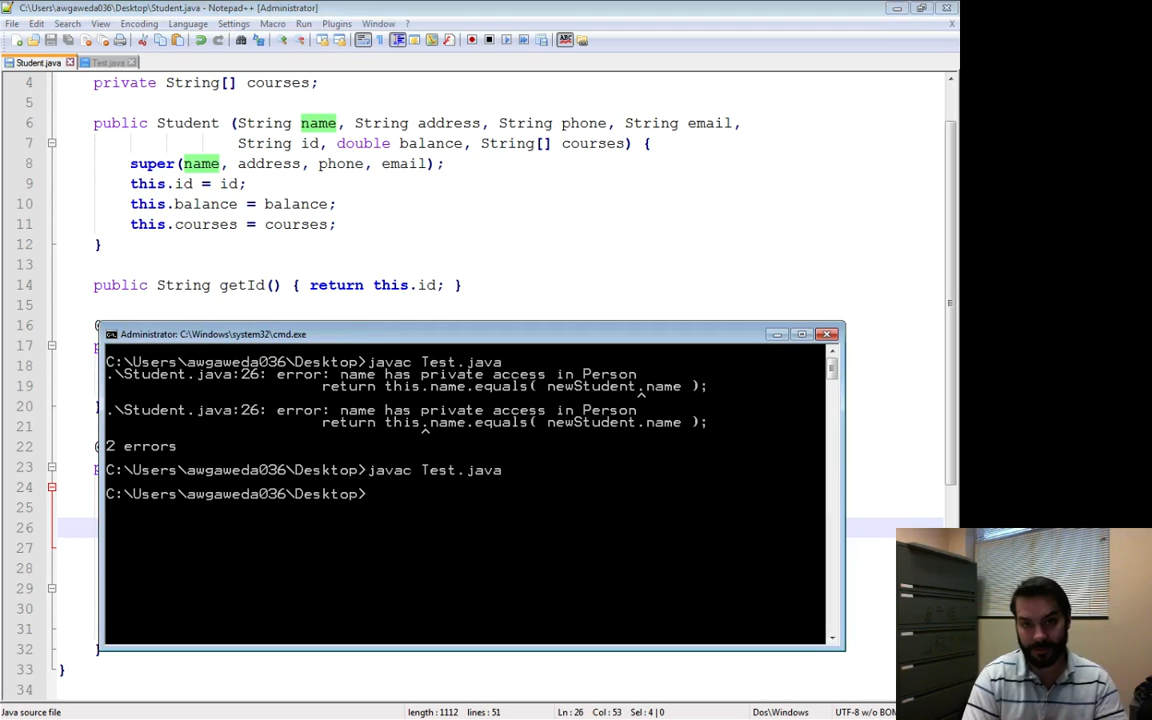 C:\Users\awgaweda036\Desktop\Student.java - Notepad++ [Administrator]
File Edit Search View Encoding Language Settings Macro Run Plugins Window ?
Student.java Test.java
4 private String[] courses;
5
6 public Student (String name, String address, String phone, String email,
7 String id, double balance, String[] courses) {
8 super(name, address, phone, email);
9 this.id = id;
10 this.balance = balance;
11 this.courses = courses;
12 }
13
14 public String getId() { return this.id; }
15
16
17
18
19
20
21
22
23
24
25
26
27
28
29
30
31
32
33 }
34
Administrator: C:\Windows\system32\cmd.exe
C:\Users\awgaweda036\Desktop>javac Test.java
.\Student.java:26: error: name has private access in Person
return this.name.equals( newStudent.name );
^
.\Student.java:26: error: name has private access in Person
return this.name.equals( newStudent.name );
^
2 errors
C:\Users\awgaweda036\Desktop>javac Test.java
C:\Users\awgaweda036\Desktop>
Java source file length : 1112 lines : 51 Ln : 26 Col : 53 Sel : 4 | 0 Dos\Windows UTF-8 w/o BOM